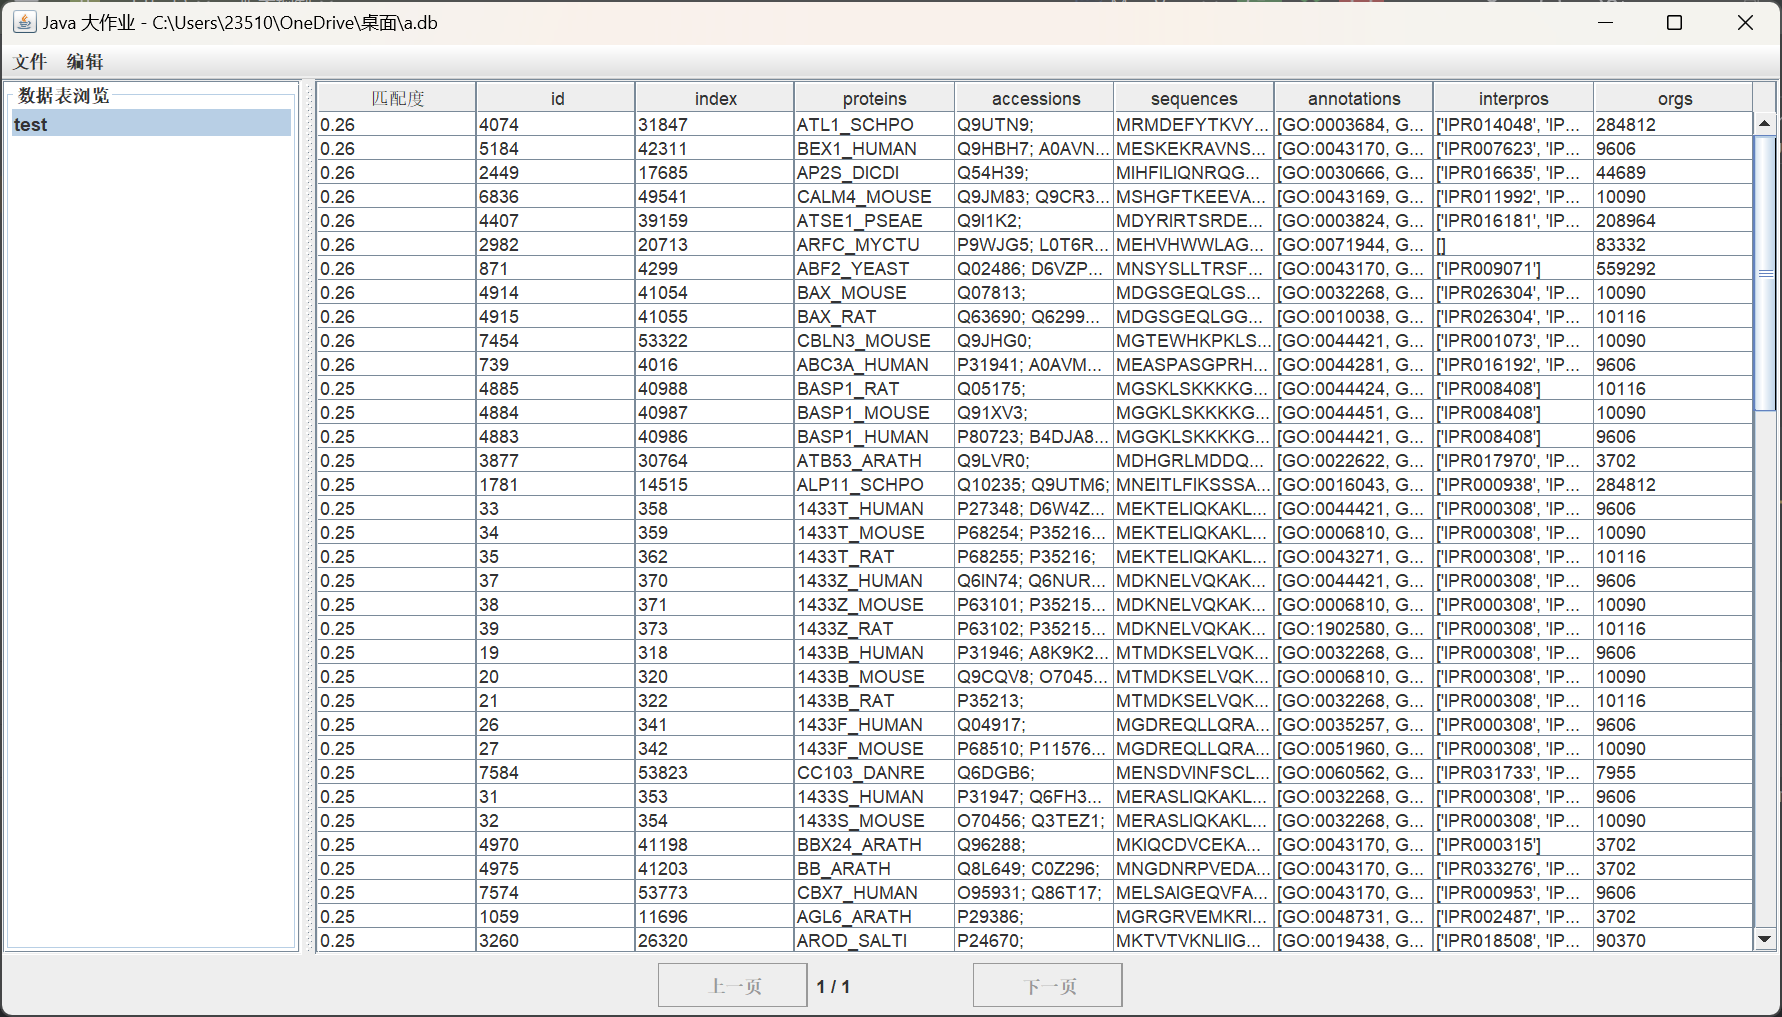 Java 大作业 - C:\Users\23510\OneDrive\桌面\a.db
文件 编辑
数据表浏览
test
匹配度 id index proteins accessions sequences annotations interpros orgs
0.26 4074 31847 ATL1_SCHPO Q9UTN9; MRMDEFYTKVY... [GO:0003684, G... ['IPR014048', 'IP... 284812
0.26 5184 42311 BEX1_HUMAN Q9HBH7; A0AVN... MESKEKRAVNS... [GO:0043170, G... ['IPR007623', 'IP... 9606
0.26 2449 17685 AP2S_DICDI Q54H39; MIHFILIQNRQG... [GO:0030666, G... ['IPR016635', 'IP... 44689
0.26 6836 49541 CALM4_MOUSE Q9JM83; Q9CR3... MSHGFTKEEVA... [GO:0043169, G... ['IPR011992', 'IP... 10090
0.26 4407 39159 ATSE1_PSEAE Q9I1K2; MDYRIRTSRDE... [GO:0003824, G... ['IPR016181', 'IP... 208964
0.26 2982 20713 ARFC_MYCTU P9WJG5; L0T6R... MEHVHWWLAG... [GO:0071944, G... [] 83332
0.26 871 4299 ABF2_YEAST Q02486; D6VZP... MNSYSLLTRSF... [GO:0043170, G... ['IPR009071'] 559292
0.26 4914 41054 BAX_MOUSE Q07813; MDGSGEQLGS... [GO:0032268, G... ['IPR026304', 'IP... 10090
0.26 4915 41055 BAX_RAT Q63690; Q6299... MDGSGEQLGG... [GO:0010038, G... ['IPR026304', 'IP... 10116
0.26 7454 53322 CBLN3_MOUSE Q9JHG0; MGTEWHKPKLS... [GO:0044421, G... ['IPR001073', 'IP... 10090
0.26 739 4016 ABC3A_HUMAN P31941; A0AVM... MEASPASGPRH... [GO:0044281, G... ['IPR016192', 'IP... 9606
0.25 4885 40988 BASP1_RAT Q05175; MGSKLSKKKKG... [GO:0044424, G... ['IPR008408'] 10116
0.25 4884 40987 BASP1_MOUSE Q91XV3; MGGKLSKKKKG... [GO:0044451, G... ['IPR008408'] 10090
0.25 4883 40986 BASP1_HUMAN P80723; B4DJA8... MGGKLSKKKKG... [GO:0044421, G... ['IPR008408'] 9606
0.25 3877 30764 ATB53_ARATH Q9LVR0; MDHGRLMDDQ... [GO:0022622, G... ['IPR017970', 'IP... 3702
0.25 1781 14515 ALP11_SCHPO Q10235; Q9UTM6; MNEITLFIKSSSA... [GO:0016043, G... ['IPR000938', 'IP... 284812
0.25 33 358 1433T_HUMAN P27348; D6W4Z... MEKTELIQKAKL... [GO:0044421, G... ['IPR000308', 'IP... 9606
0.25 34 359 1433T_MOUSE P68254; P35216... MEKTELIQKAKL... [GO:0006810, G... ['IPR000308', 'IP... 10090
0.25 35 362 1433T_RAT P68255; P35216; MEKTELIQKAKL... [GO:0043271, G... ['IPR000308', 'IP... 10116
0.25 37 370 1433Z_HUMAN Q6IN74; Q6NUR... MDKNELVQKAK... [GO:0044421, G... ['IPR000308', 'IP... 9606
0.25 38 371 1433Z_MOUSE P63101; P35215... MDKNELVQKAK... [GO:0006810, G... ['IPR000308', 'IP... 10090
0.25 39 373 1433Z_RAT P63102; P35215... MDKNELVQKAK... [GO:1902580, G... ['IPR000308', 'IP... 10116
0.25 19 318 1433B_HUMAN P31946; A8K9K2... MTMDKSELVQK... [GO:0032268, G... ['IPR000308', 'IP... 9606
0.25 20 320 1433B_MOUSE Q9CQV8; O7045... MTMDKSELVQK... [GO:0006810, G... ['IPR000308', 'IP... 10090
0.25 21 322 1433B_RAT P35213; MTMDKSELVQK... [GO:0032268, G... ['IPR000308', 'IP... 10116
0.25 26 341 1433F_HUMAN Q04917; MGDREQLLQRA... [GO:0035257, G... ['IPR000308', 'IP... 9606
0.25 27 342 1433F_MOUSE P68510; P11576... MGDREQLLQRA... [GO:0051960, G... ['IPR000308', 'IP... 10090
0.25 7584 53823 CC103_DANRE Q6DGB6; MENSDVINFSCL... [GO:0060562, G... ['IPR031733', 'IP... 7955
0.25 31 353 1433S_HUMAN P31947; Q6FH3... MERASLIQKAKL... [GO:0032268, G... ['IPR000308', 'IP... 9606
0.25 32 354 1433S_MOUSE O70456; Q3TEZ1; MERASLIQKAKL... [GO:0032268, G... ['IPR000308', 'IP... 10090
0.25 4970 41198 BBX24_ARATH Q96288; MKIQCDVCEKA... [GO:0043170, G... ['IPR000315'] 3702
0.25 4975 41203 BB_ARATH Q8L649; C0Z296; MNGDNRPVEDA... [GO:0043170, G... ['IPR033276', 'IP... 3702
0.25 7574 53773 CBX7_HUMAN O95931; Q86T17; MELSAIGEQVFA... [GO:0043170, G... ['IPR000953', 'IP... 9606
0.25 1059 11696 AGL6_ARATH P29386; MGRGRVEMKRI... [GO:0048731, G... ['IPR002487', 'IP... 3702
0.25 3260 26320 AROD_SALTI P24670; MKTVTVKNLIIG... [GO:0019438, G... ['IPR018508', 'IP... 90370
上一页 1 / 1 下一页